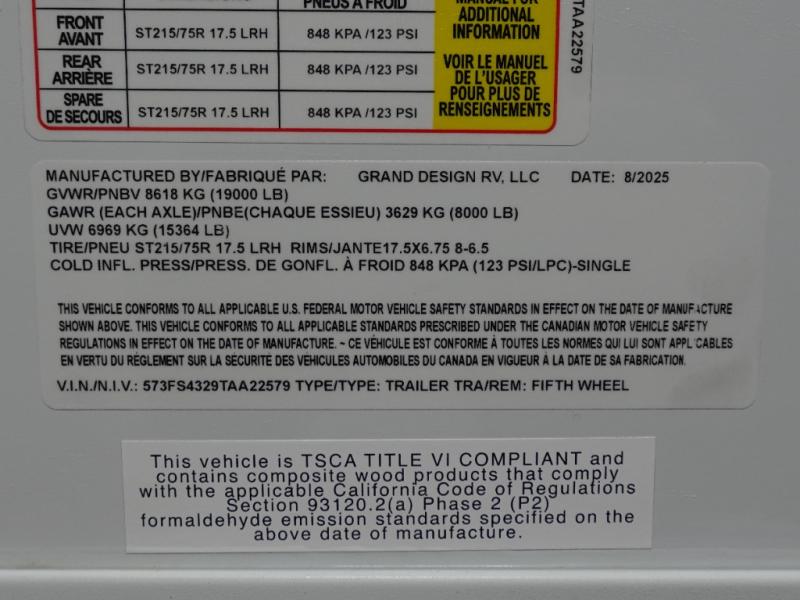 PNEUS À FROID
MANUAL FOR
ADDITIONAL
INFORMATION
VOIR LE MANUEL
DE L'USAGER
POUR PLUS DE
RENSEIGNEMENTS
FRONT
AVANT
ST215/75R 17.5 LRH
848 KPA /123 PSI
REAR
ARRIÈRE
ST215/75R 17.5 LRH
848 KPA /123 PSI
SPARE
DE SECOURS
ST215/75R 17.5 LRH
848 KPA /123 PSI
TAA22579
MANUFACTURED BY/FABRIQUÉ PAR: GRAND DESIGN RV, LLC DATE: 8/2025
GVWR/PNBV 8618 KG (19000 LB)
GAWR (EACH AXLE)/PNBE(CHAQUE ESSIEU) 3629 KG (8000 LB)
UVW 6969 KG (15364 LB)
TIRE/PNEU ST215/75R 17.5 LRH RIMS/JANTE17.5X6.75 8-6.5
COLD INFL. PRESS/PRESS. DE GONFL. À FROID 848 KPA (123 PSI/LPC)-SINGLE
THIS VEHICLE CONFORMS TO ALL APPLICABLE U.S. FEDERAL MOTOR VEHICLE SAFETY STANDARDS IN EFFECT ON THE DATE OF MANUFACTURE
SHOWN ABOVE. THIS VEHICLE CONFORMS TO ALL APPLICABLE STANDARDS PRESCRIBED UNDER THE CANADIAN MOTOR VEHICLE SAFETY
REGULATIONS IN EFFECT ON THE DATE OF MANUFACTURE. ~ CE VÉHICULE EST CONFORME À TOUTES LES NORMES QUI LUI SONT APPLICABLES
EN VERTU DU RÈGLEMENT SUR LA SÉCURITÉ DES VÉHICULES AUTOMOBILES DU CANADA EN VIGUEUR À LA DATE DE SA FABRICATION.
V.I.N./N.I.V.: 573FS4329TAA22579 TYPE/TYPE: TRAILER TRA/REM: FIFTH WHEEL
This vehicle is TSCA TITLE VI COMPLIANT and
contains composite wood products that comply
with the applicable California Code of Regulations
Section 93120.2(a) Phase 2 (P2)
formaldehyde emission standards specified on the
above date of manufacture.